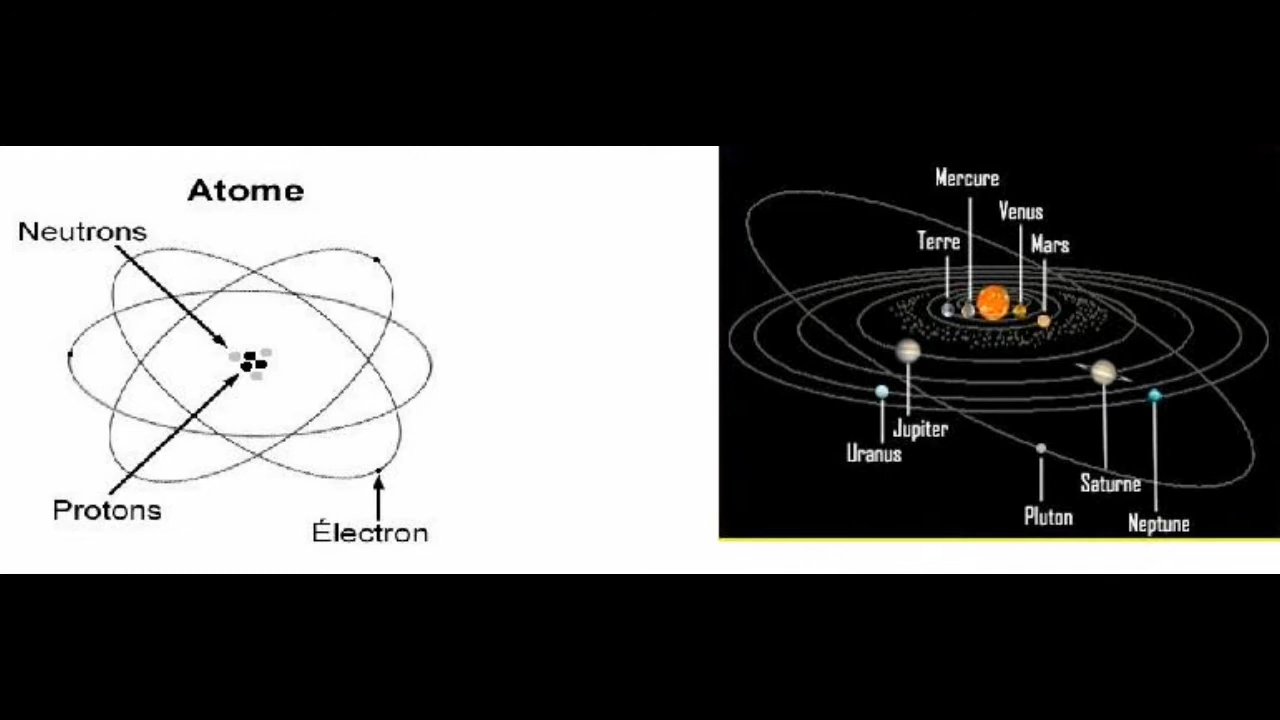 Atome
Neutrons
Protons
Électron
Mercure
Venus
Terre
Mars
Jupiter
Uranus
Saturne
Pluton
Neptune